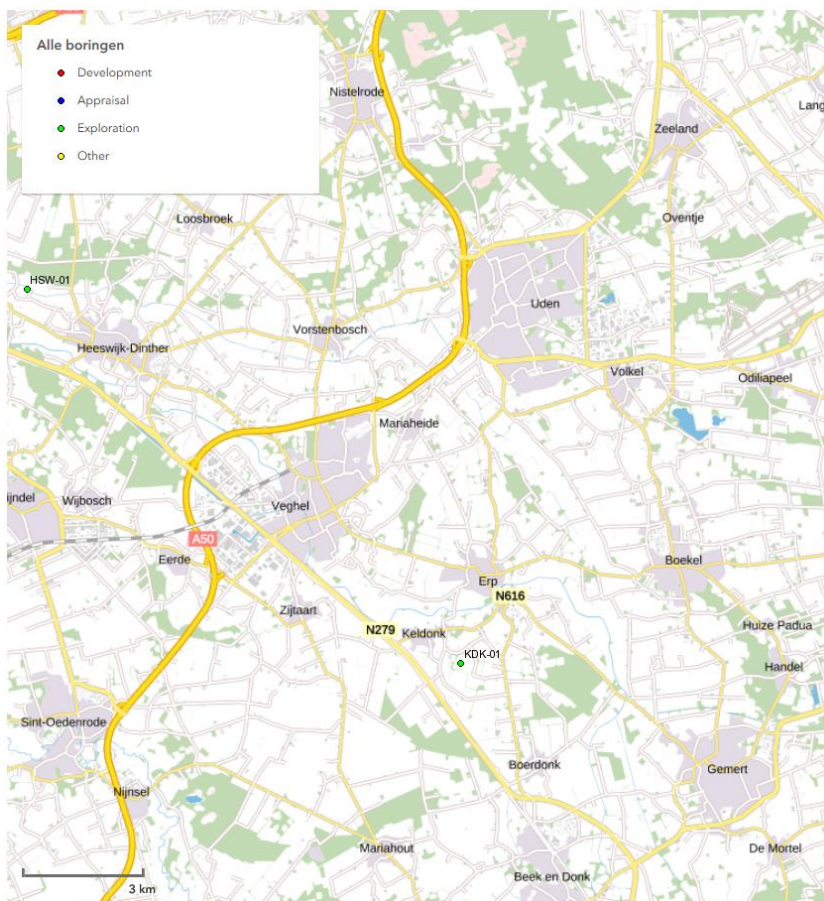 Alle boringen
Development
Appraisal
Exploration
Other
Nistelrode
Zeeland
Lang
Loosbroek
Oventje
HSW-01
Uden
Vorstenbosch
Heeswijk-Dinther
Volkel
Odiliapeel
Mariaheide
ijndel
Wijbosch
Veghel
A50
Eerde
Boekel
Erp
N616
Zijtaart
N279
Keldonk
Huize Padua
KDK-01
Handel
Sint-Oedenrode
Boerdonk
Gemert
Nijnsel
Mariahout
De Mortel
3 km
Beek en Donk